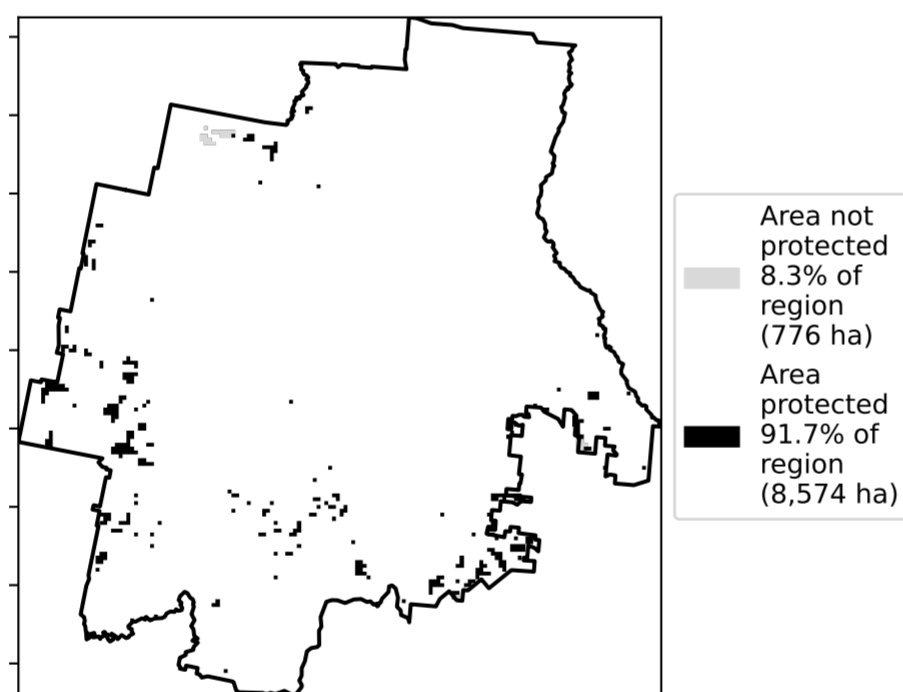 Area not
protected
8.3% of
region
(776 ha)
Area
protected
91.7% of
region
(8,574 ha)